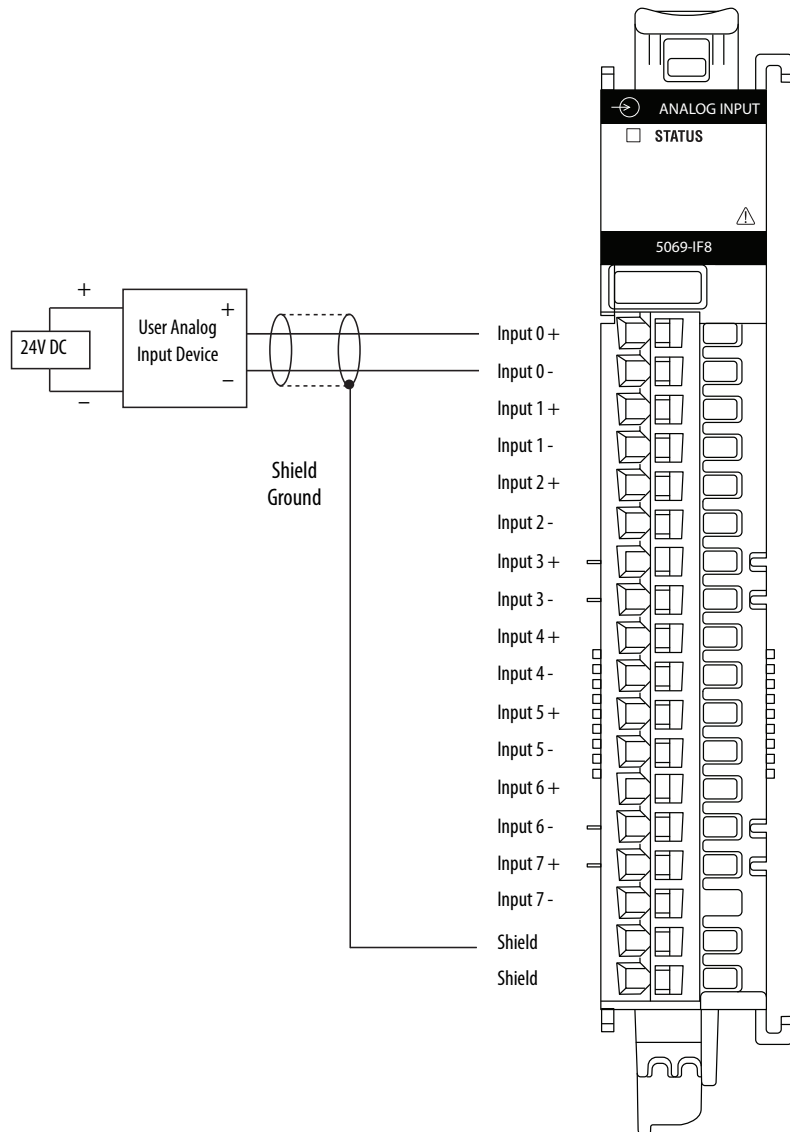 ANALOG INPUT
STATUS
5069-IF8
+
24V DC
−
User Analog
Input Device
+
−
Shield
Ground
Input 0 +
Input 0 -
Input 1 +
Input 1 -
Input 2 +
Input 2 -
Input 3 +
Input 3 -
Input 4 +
Input 4 -
Input 5 +
Input 5 -
Input 6 +
Input 6 -
Input 7 +
Input 7 -
Shield
Shield